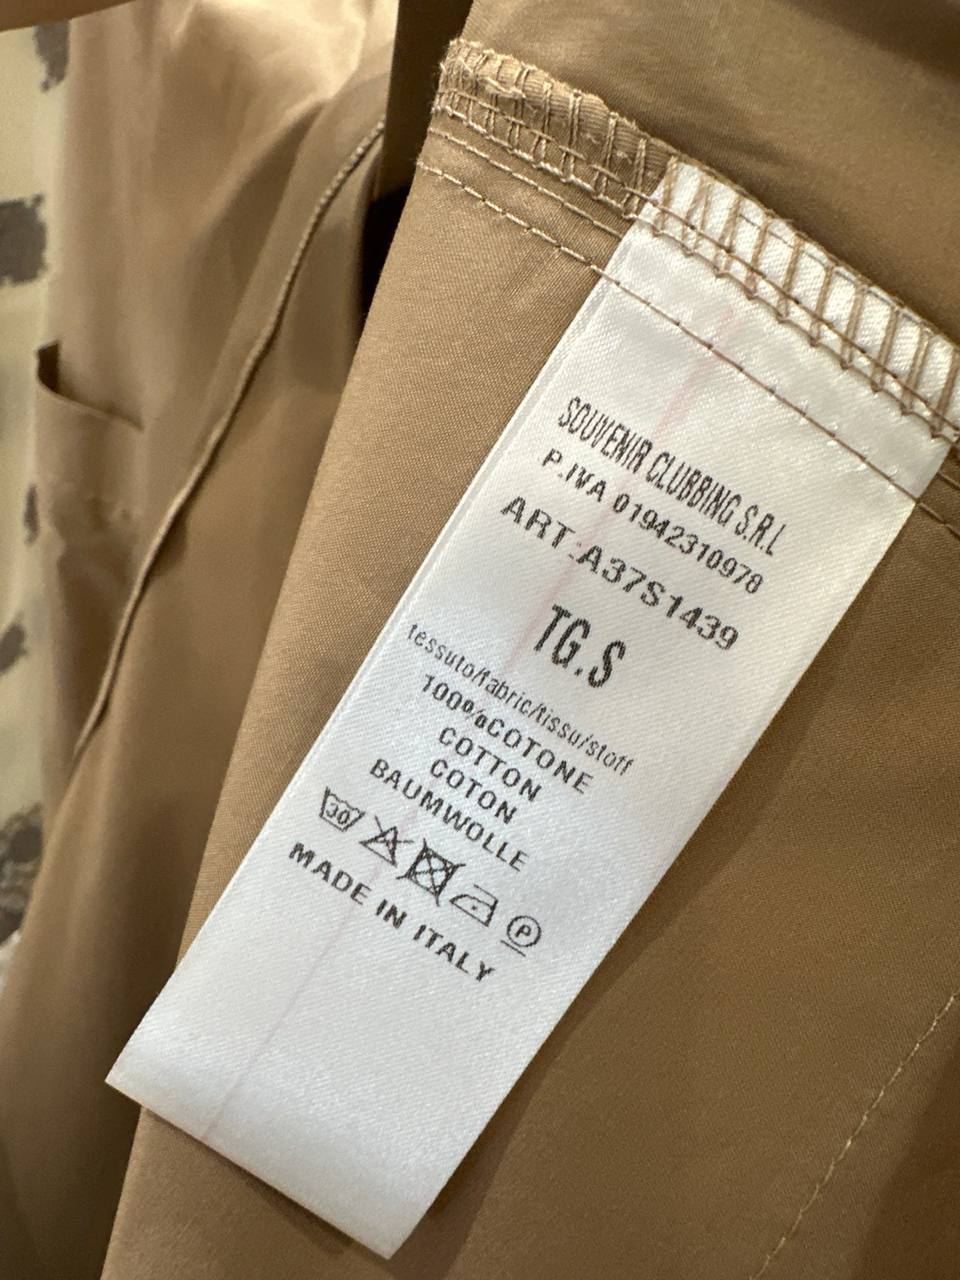 SOUVENIR CLUBBING S.R.L
P.IVA 01942310978
ART.A37S1439
TG.S
tessuto/fabric/tissu/stoff
100%COTONE
COTTON
COTON
BAUMWOLLE
30 P
MADE IN ITALY